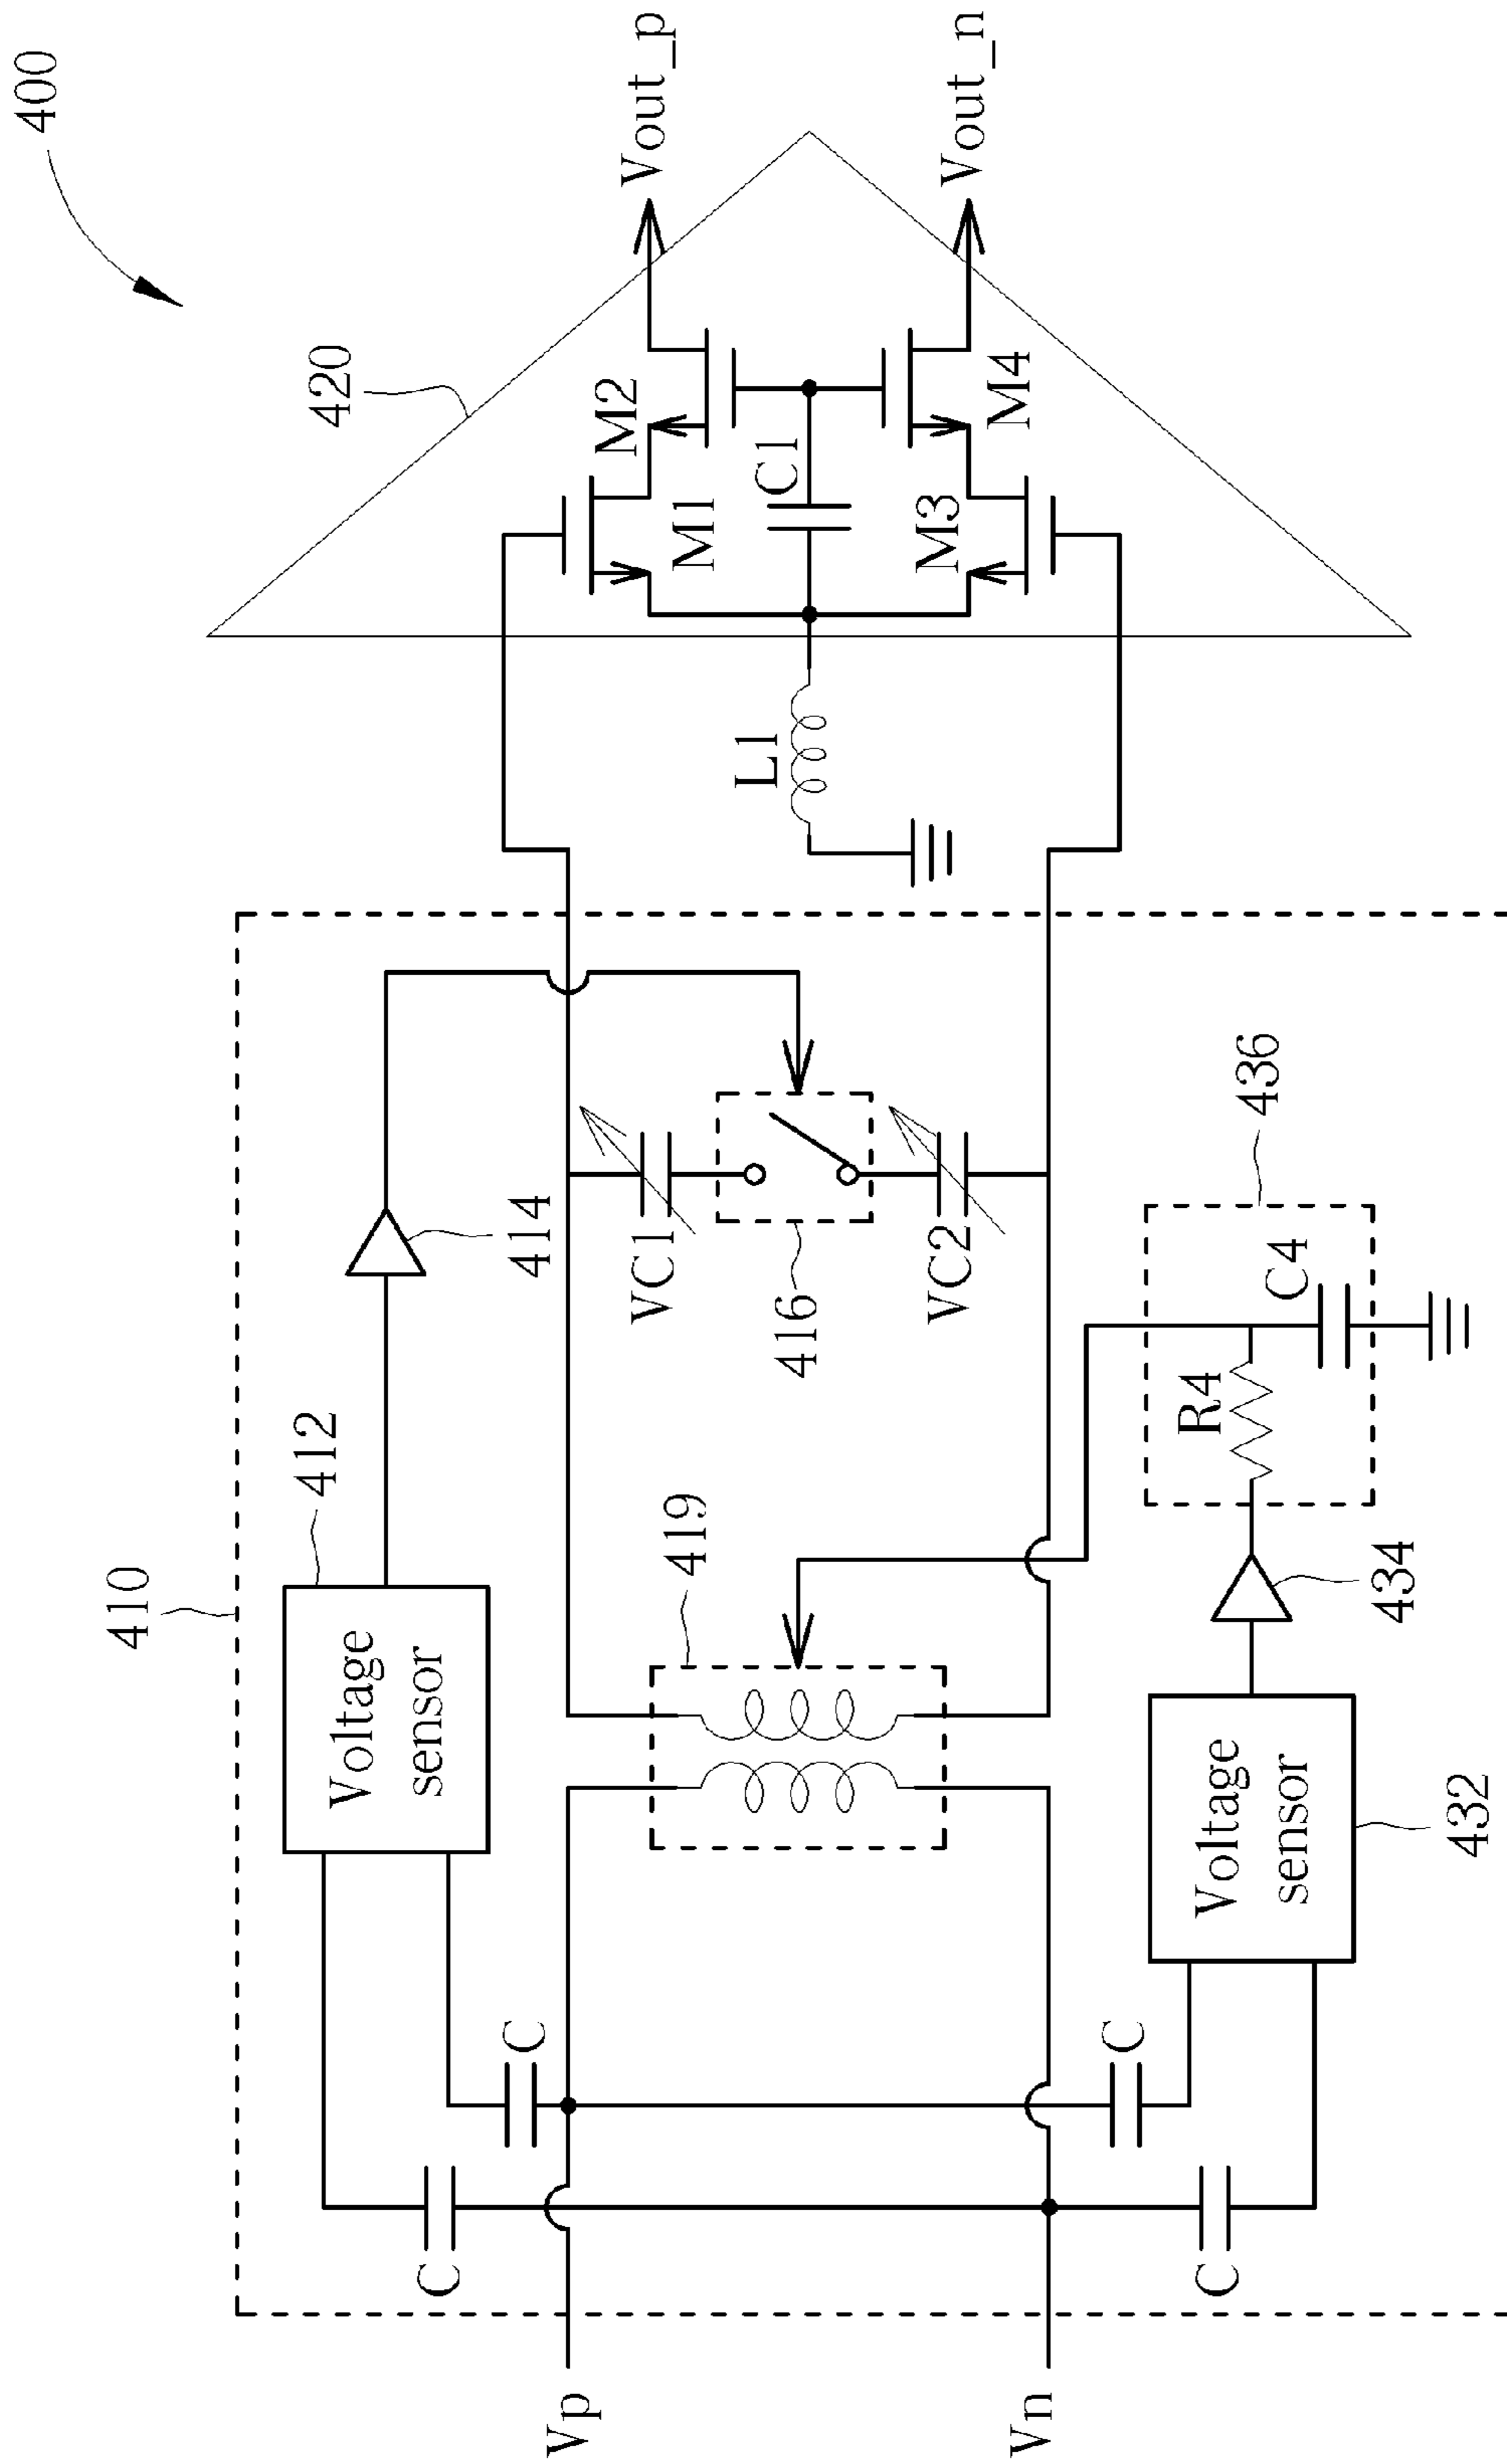 400
420
Vout_p
M2
M1
C1
L1
M3
M4
Vout_n
410
412
Voltage
sensor
414
C
C
419
VC1
416
VC2
Vp
Vn
C
C
Voltage
sensor
432
434
R4
C4
436